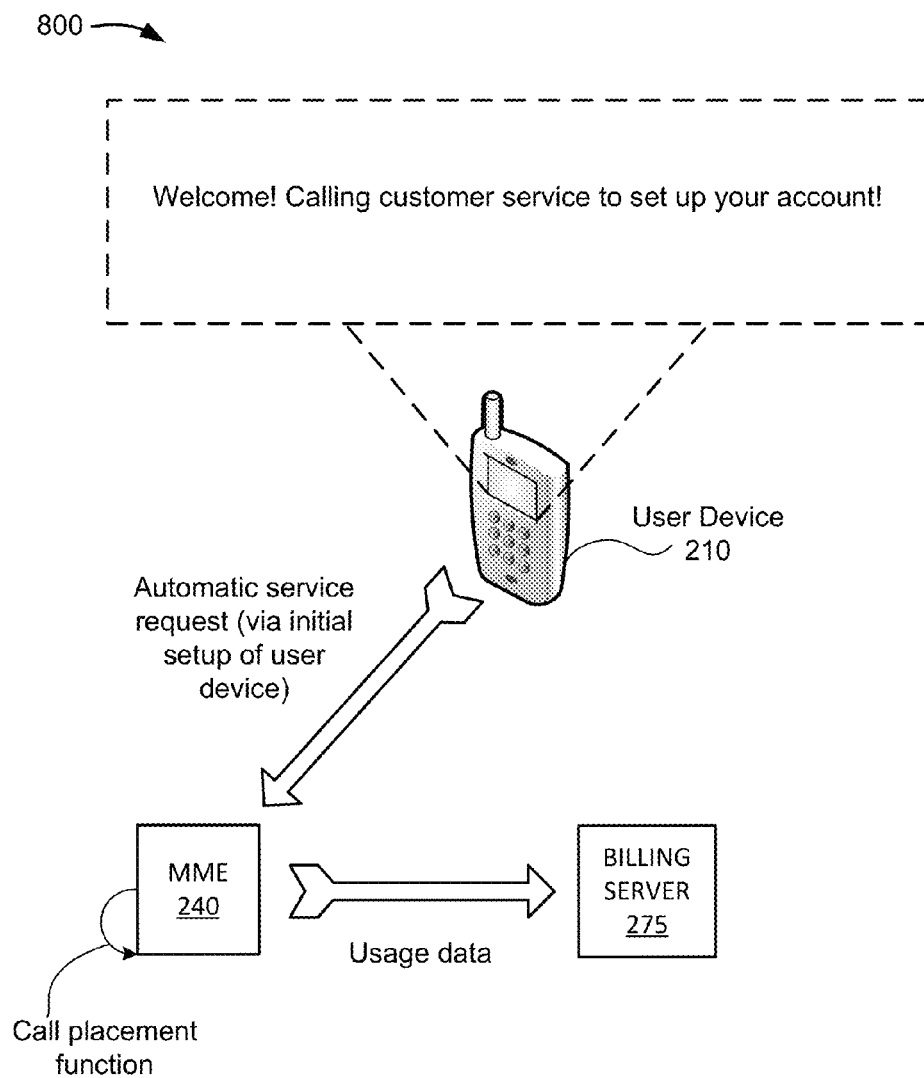 800
Welcome! Calling customer service to set up your account!
User Device
210
Automatic service
request (via initial
setup of user
device)
MME
240
BILLING
SERVER
275
Usage data
Call placement
function